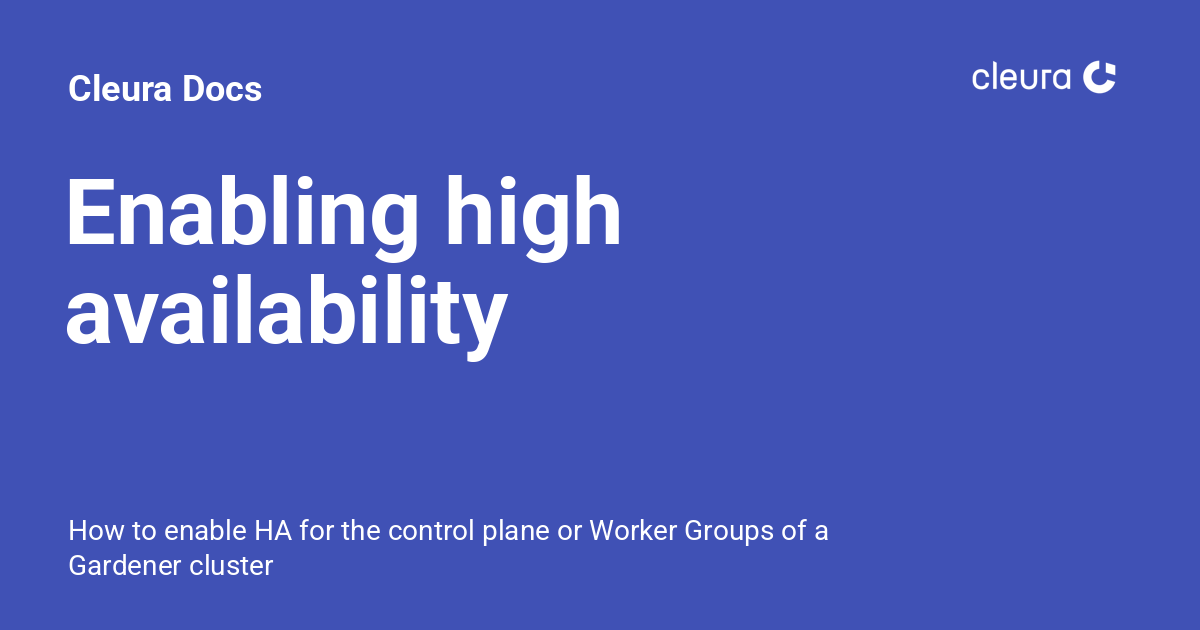 Cleura Docs
cleura
Enabling high
availability
How to enable HA for the control plane or Worker Groups of a
Gardener cluster